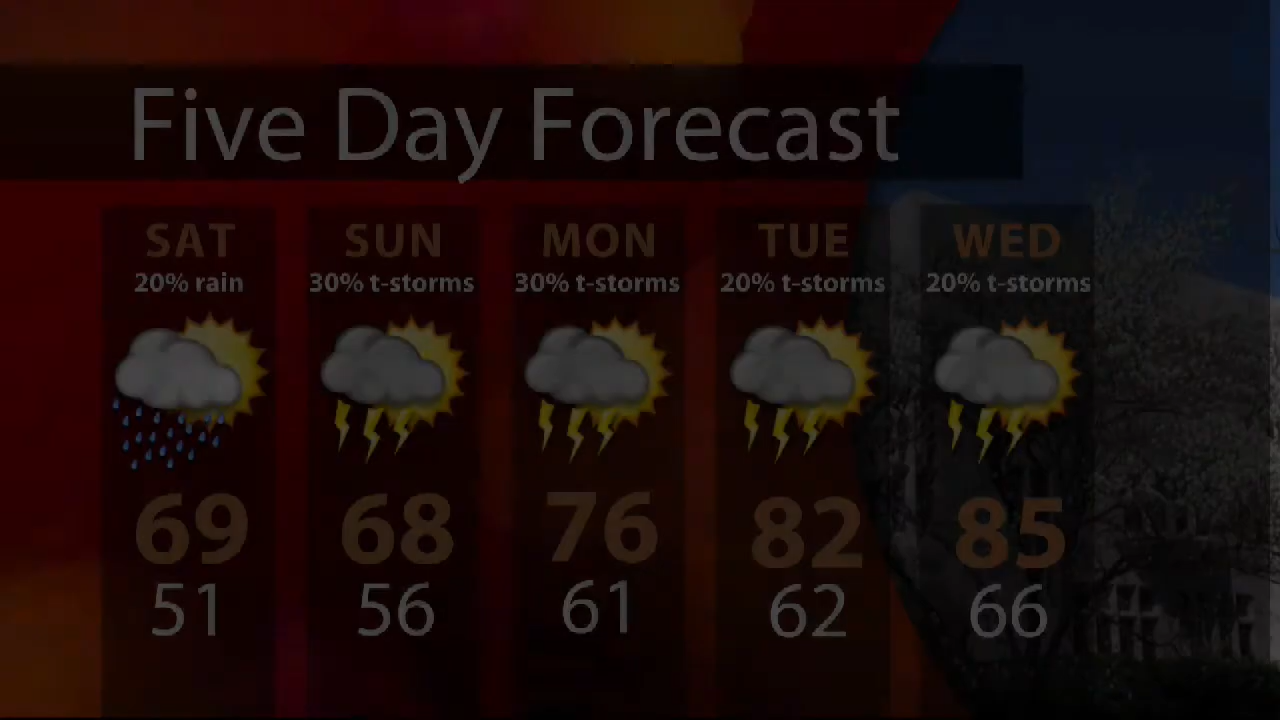 Five Day Forecast
SAT SUN MON TUE WED
20% rain 30% t-storms 30% t-storms 20% t-storms 20% t-storms
69 68 76 82 85
51 56 61 62 66